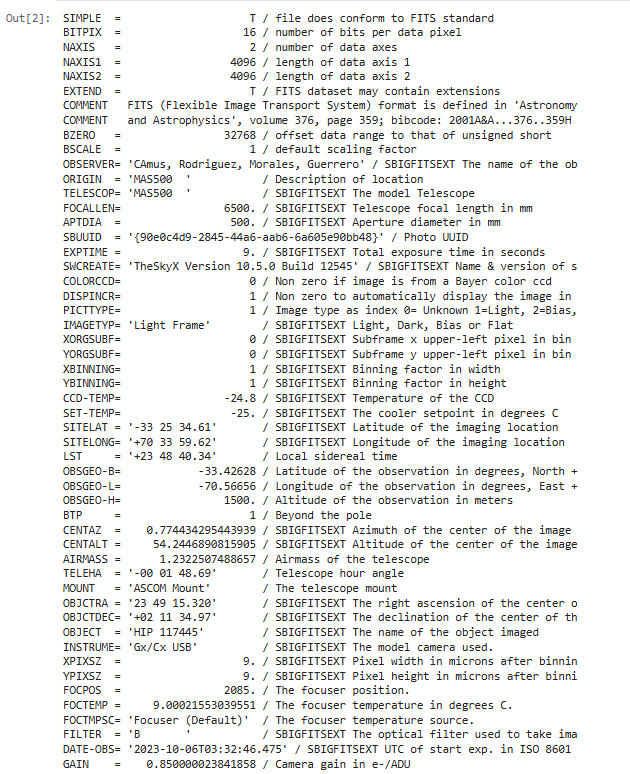 Out[2]: SIMPLE  =                    T / file does conform to FITS standard
BITPIX  =                   16 / number of bits per data pixel
NAXIS   =                    2 / number of data axes
NAXIS1  =                 4096 / length of data axis 1
NAXIS2  =                 4096 / length of data axis 2
EXTEND  =                    T / FITS dataset may contain extensions
COMMENT   FITS (Flexible Image Transport System) format is defined in 'Astronomy
COMMENT   and Astrophysics', volume 376, page 359; bibcode: 2001A&A...376..359H
BZERO   =                32768 / offset data range to that of unsigned short
BSCALE  =                    1 / default scaling factor
OBSERVER= 'CAmus, Rodriguez, Morales, Guerrero' / SBIGFITSEXT The name of the ob
ORIGIN  = 'MAS500  '           / Description of location
TELESCOP= 'MAS500  '           / SBIGFITSEXT The model Telescope
FOCALLEN=                6500. / SBIGFITSEXT Telescope focal length in mm
APTDIA  =                 500. / SBIGFITSEXT Aperture diameter in mm
SBUUID  = '{90e0c4d9-2845-44a6-aab6-6a605e90bb48}' / Photo UUID
EXPTIME =                   9. / SBIGFITSEXT Total exposure time in seconds
SWCREATE= 'TheSkyX Version 10.5.0 Build 12545' / SBIGFITSEXT Name & version of s
COLORCCD=                    0 / Non zero if image is from a Bayer color ccd
DISPINCR=                    1 / Non zero to automatically display the image in
PICTTYPE=                    1 / Image type as index 0= Unknown 1=Light, 2=Bias,
IMAGETYP= 'Light Frame'        / SBIGFITSEXT Light, Dark, Bias or Flat
XORGSUBF=                    0 / SBIGFITSEXT Subframe x upper-left pixel in bin
YORGSUBF=                    0 / SBIGFITSEXT Subframe y upper-left pixel in bin
XBINNING=                    1 / SBIGFITSEXT Binning factor in width
YBINNING=                    1 / SBIGFITSEXT Binning factor in height
CCD-TEMP=                -24.8 / SBIGFITSEXT Temperature of the CCD
SET-TEMP=                 -25. / SBIGFITSEXT The cooler setpoint in degrees C
SITELAT = '-33 25 34.61'       / SBIGFITSEXT Latitude of the imaging location
SITELONG= '+70 33 59.62'       / SBIGFITSEXT Longitude of the imaging location
LST     = '+23 48 40.34'       / Local sidereal time
OBSGEO-B=            -33.42628 / Latitude of the observation in degrees, North +
OBSGEO-L=            -70.56656 / Longitude of the observation in degrees, East +
OBSGEO-H=                1500. / Altitude of the observation in meters
BTP     =                    1 / Beyond the pole
CENTAZ  =    0.774434295443939 / SBIGFITSEXT Azimuth of the center of the image
CENTALT =     54.2446890815905 / SBIGFITSEXT Altitude of the center of the image
AIRMASS =      1.2322507488657 / Airmass of the telescope
TELEHA  = '-00 01 48.69'       / Telescope hour angle
MOUNT   = 'ASCOM Mount'        / The telescope mount
OBJCTRA = '23 49 15.320'       / SBIGFITSEXT The right ascension of the center o
OBJCTDEC= '+02 11 34.97'       / SBIGFITSEXT The declination of the center of th
OBJECT  = 'HIP 117445'         / SBIGFITSEXT The name of the object imaged
INSTRUME= 'Gx/Cx USB'          / SBIGFITSEXT The model camera used.
XPIXSZ  =                   9. / SBIGFITSEXT Pixel width in microns after binnin
YPIXSZ  =                   9. / SBIGFITSEXT Pixel height in microns after binni
FOCPOS  =                2085. / The focuser position.
FOCTEMP =     9.00021553039551 / The focuser temperature in degrees C.
FOCTMPSC= 'Focuser (Default)'  / The focuser temperature source.
FILTER  = 'B       '           / SBIGFITSEXT The optical filter used to take ima
DATE-OBS= '2023-10-06T03:32:46.475' / SBIGFITSEXT UTC of start exp. in ISO 8601
GAIN    =    0.850000023841858 / Camera gain in e-/ADU